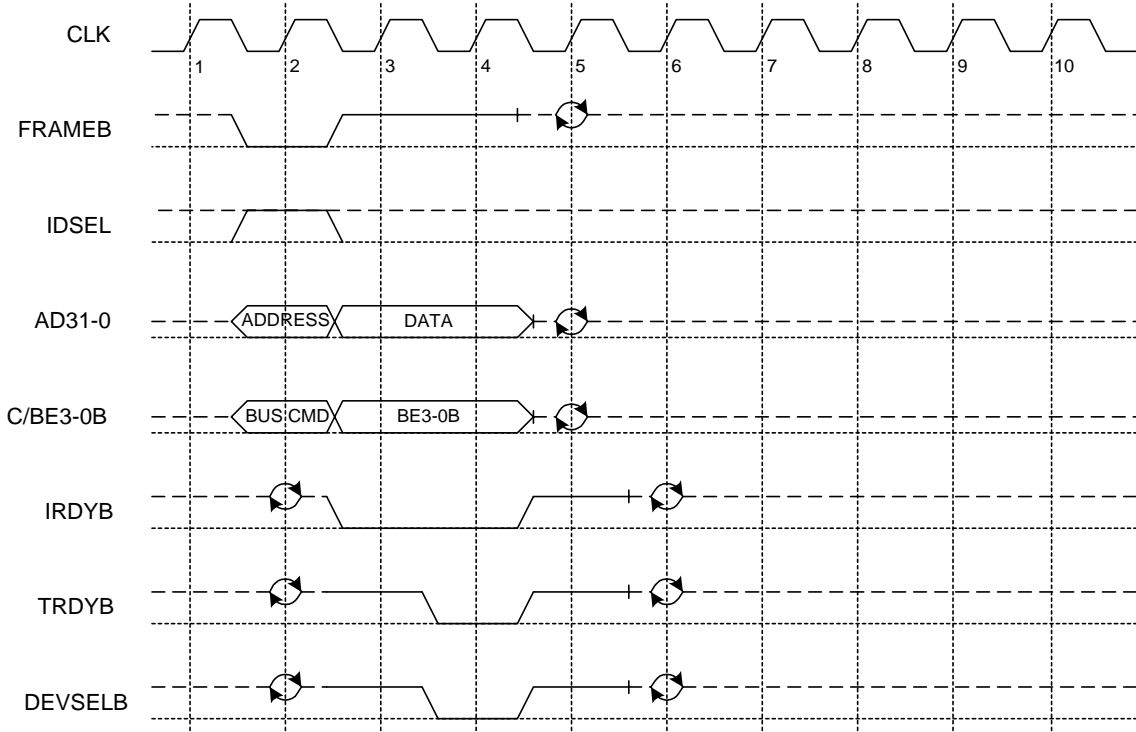 CLK
1 2 3 4 5 6 7 8 9 10
FRAMEB
IDSEL
AD31-0 ADDRESS DATA
C/BE3-0B BUS CMD BE3-0B
IRDYB
TRDYB
DEVSELB